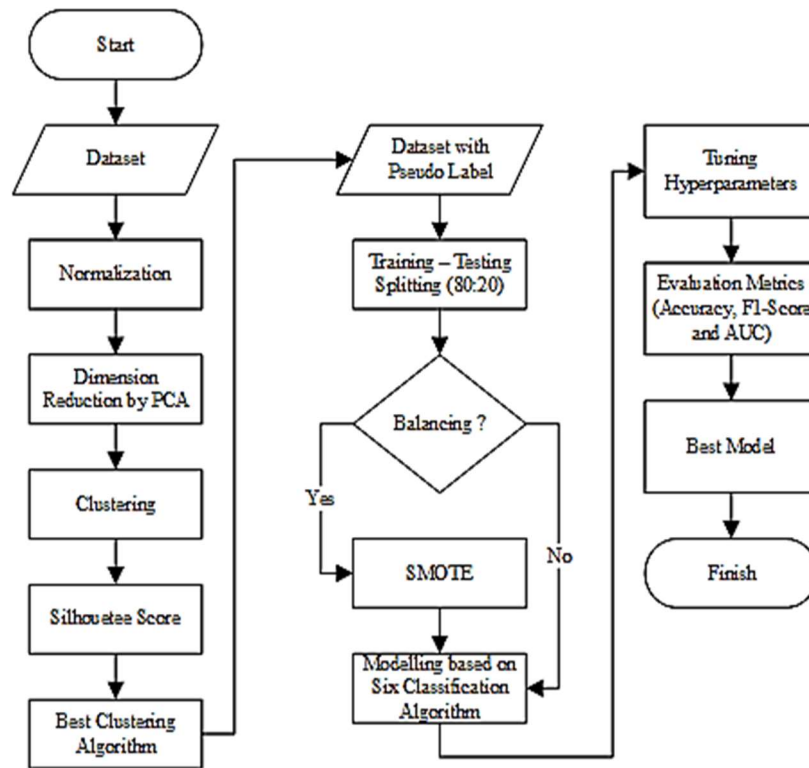 Start
Dataset
Normalization
Dimension
Reduction by PCA
Clustering
Silhouetee Score
Best Clustering
Algorithm
Dataset with
Pseudo Label
Training – Testing
Splitting (80:20)
Balancing ?
Yes
No
SMOTE
Modelling based on
Six Classification
Algorithm
Tuning
Hyperparameters
Evaluation Metrics
(Accuracy, F1-Score
and AUC)
Best Model
Finish